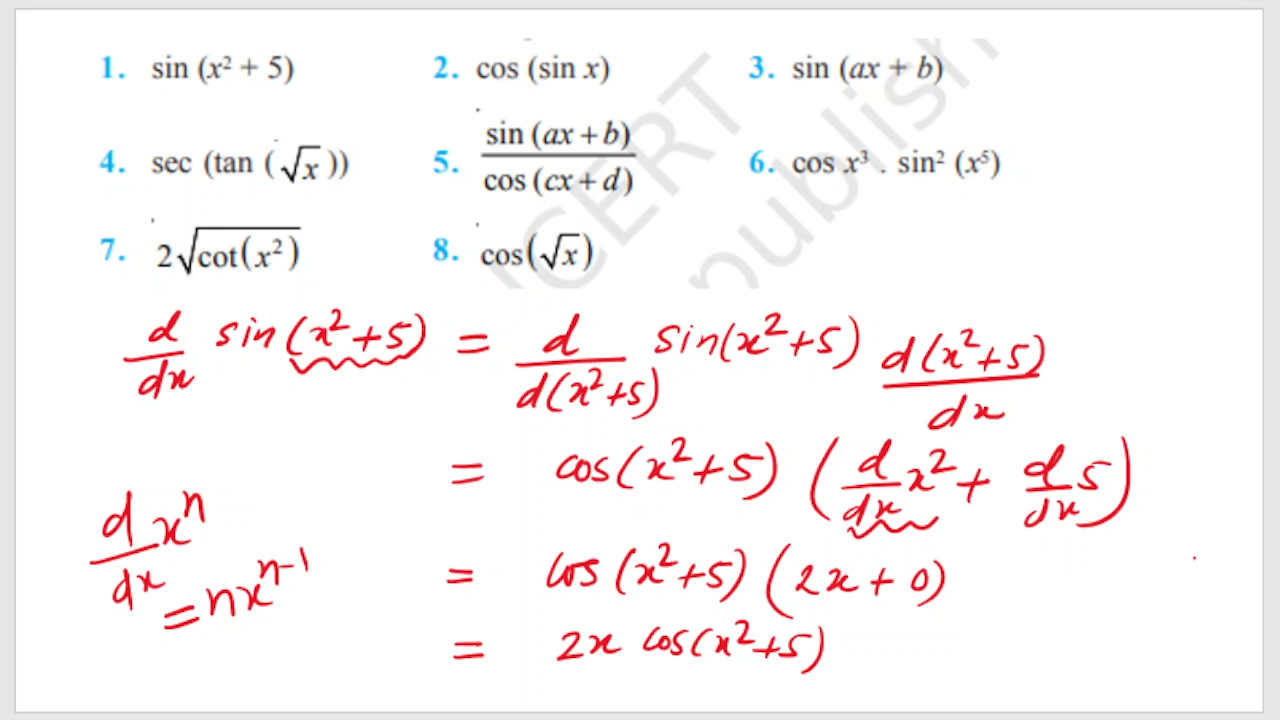 1. sin (x² + 5) 2. cos (sin x) 3. sin (ax + b)
4. sec (tan (√x)) 5. sin (ax + b) / cos (cx + d) 6. cos x³ . sin² (x⁵)
7. 2√cot(x²) 8. cos(√x)
CERT
publish
d/dx sin(x²+5) = d/d(x²+5) sin(x²+5) d(x²+5)/dx
= cos(x²+5) (d/dx x² + d/dx 5)
d/dx xⁿ
= nxⁿ⁻¹
= cos(x²+5) (2x + 0)
= 2x cos(x²+5)